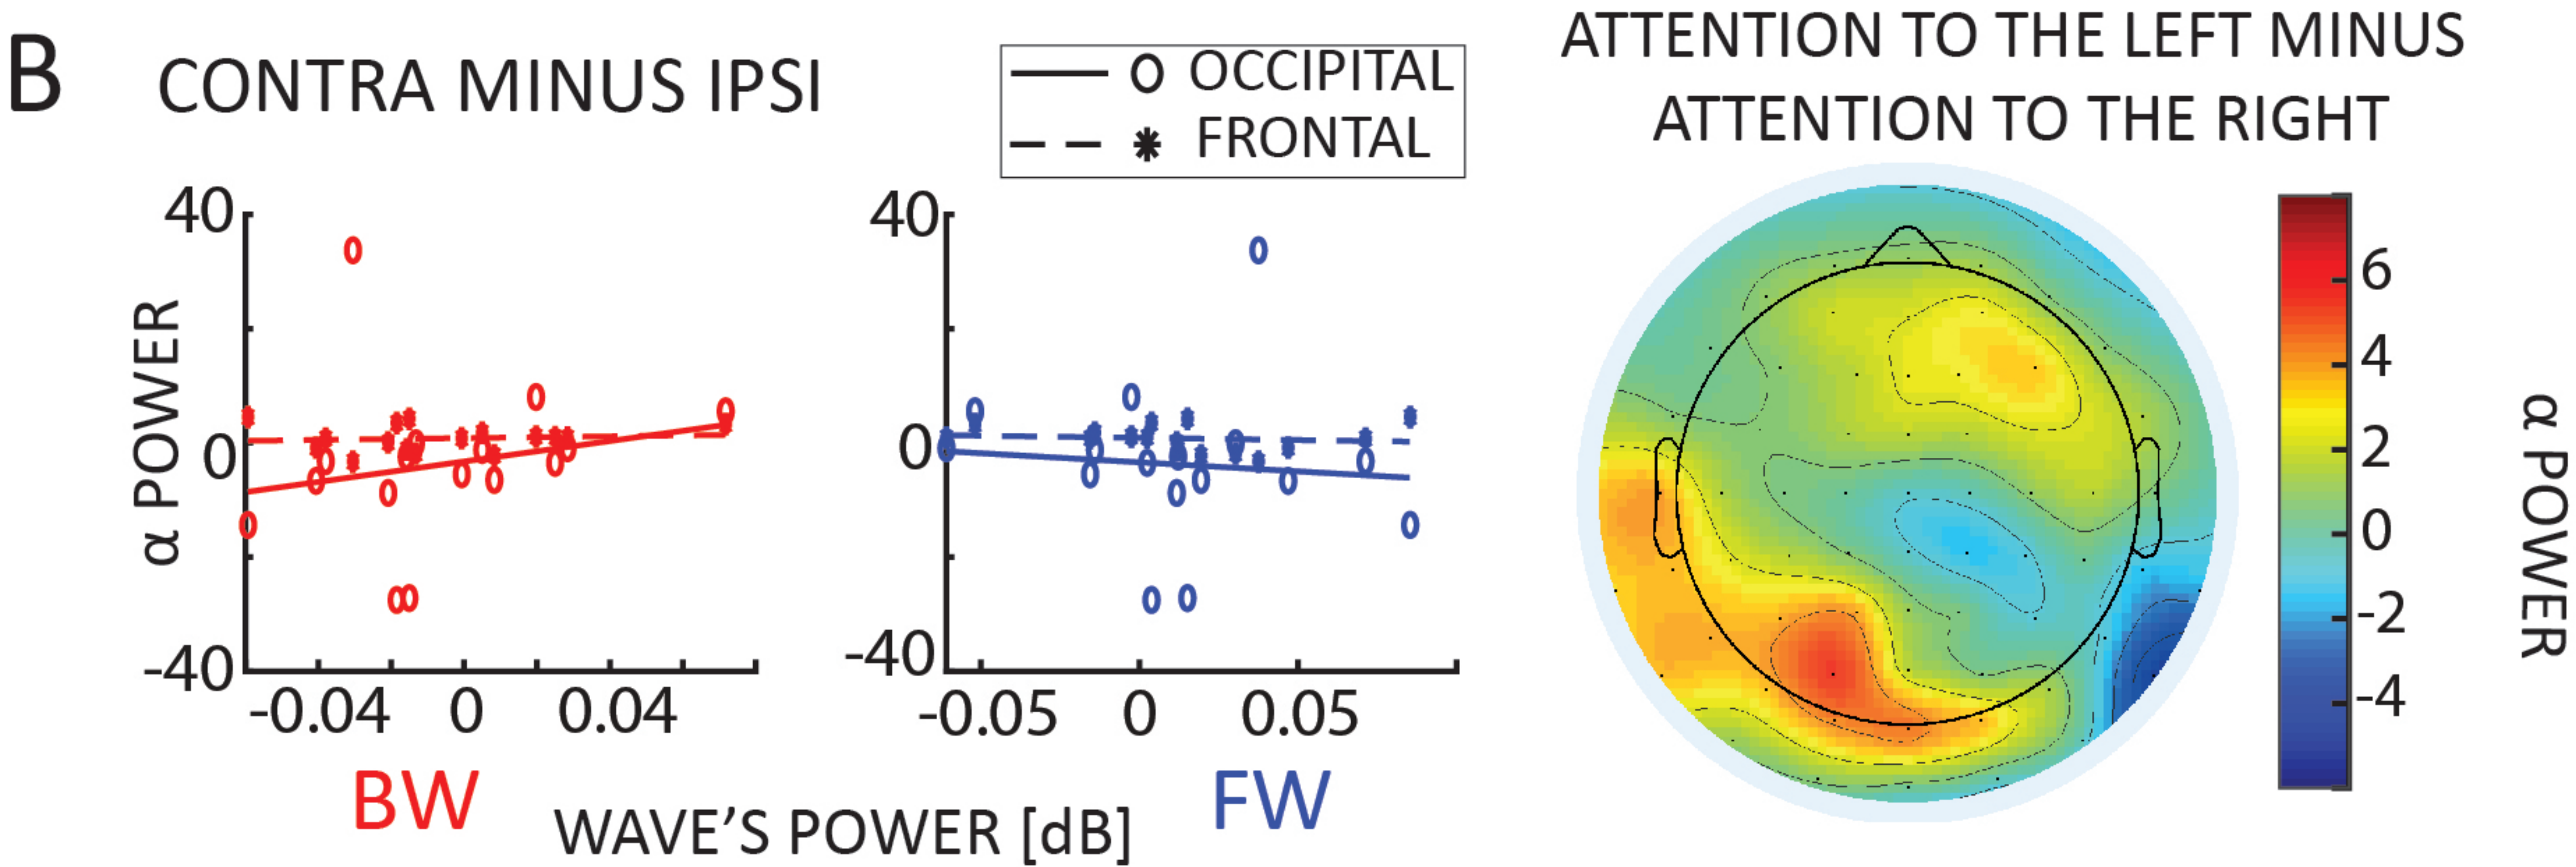 B
CONTRA MINUS IPSI
OCCIPITAL
FRONTAL
ATTENTION TO THE LEFT MINUS
ATTENTION TO THE RIGHT
α POWER
40
0
-40
-0.04 0 0.04
BW
40
0
-40
-0.05 0 0.05
FW
WAVE'S POWER [dB]
6
4
2
0
-2
-4
α POWER